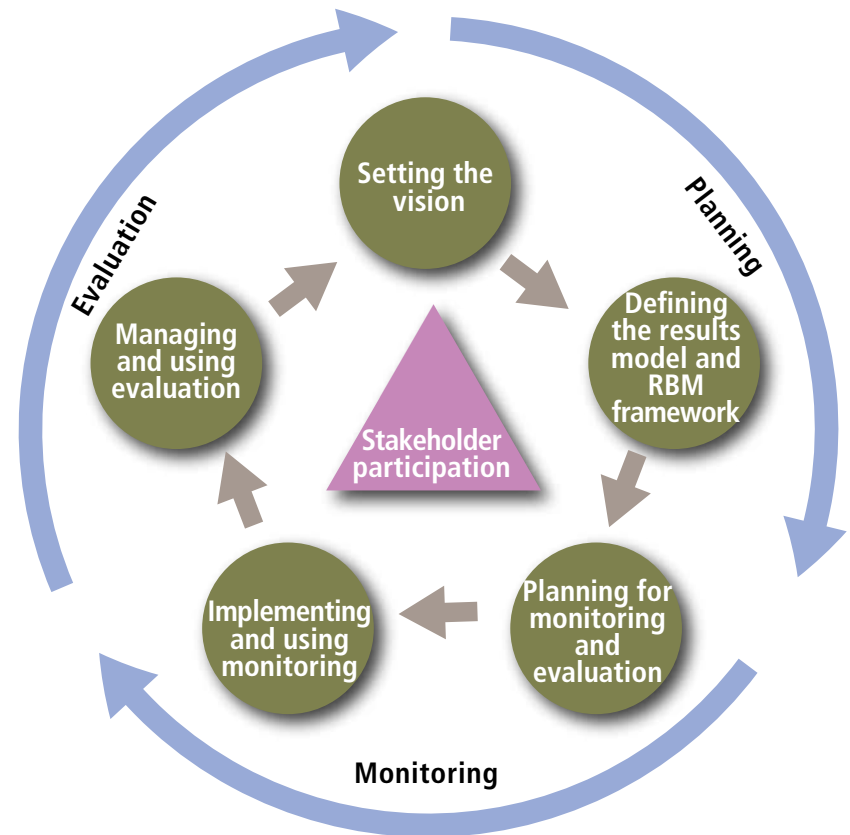 Setting the
vision
Planning
Defining
the results
model and
RBM
framework
Planning for
monitoring
and
evaluation
Monitoring
Implementing
and using
monitoring
Managing
and using
evaluation
Evaluation
Stakeholder
participation